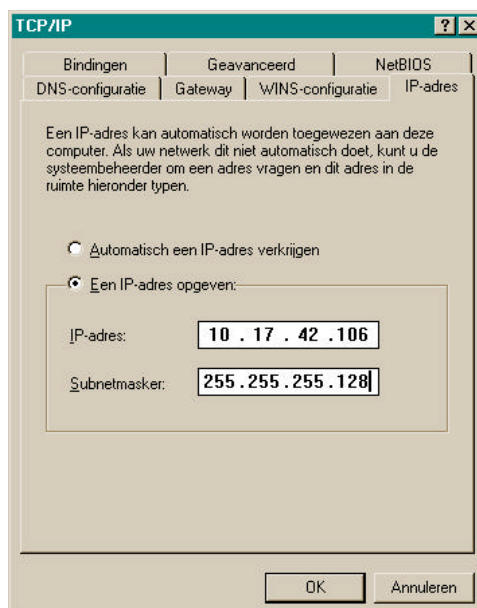 TCP/IP
Bindingen Geavanceerd NetBIOS
DNS-configuratie Gateway WINS-configuratie IP-adres
Een IP-adres kan automatisch worden toegewezen aan deze
computer. Als uw netwerk dit niet automatisch doet, kunt u de
systeembeheerder om een adres vragen en dit adres in de
ruimte hieronder typen.
Automatisch een IP-adres verkrijgen
Een IP-adres opgeven:
IP-adres: 10 . 17 . 42 .106
Subnetmasker: 255.255.255.128
OK Annuleren